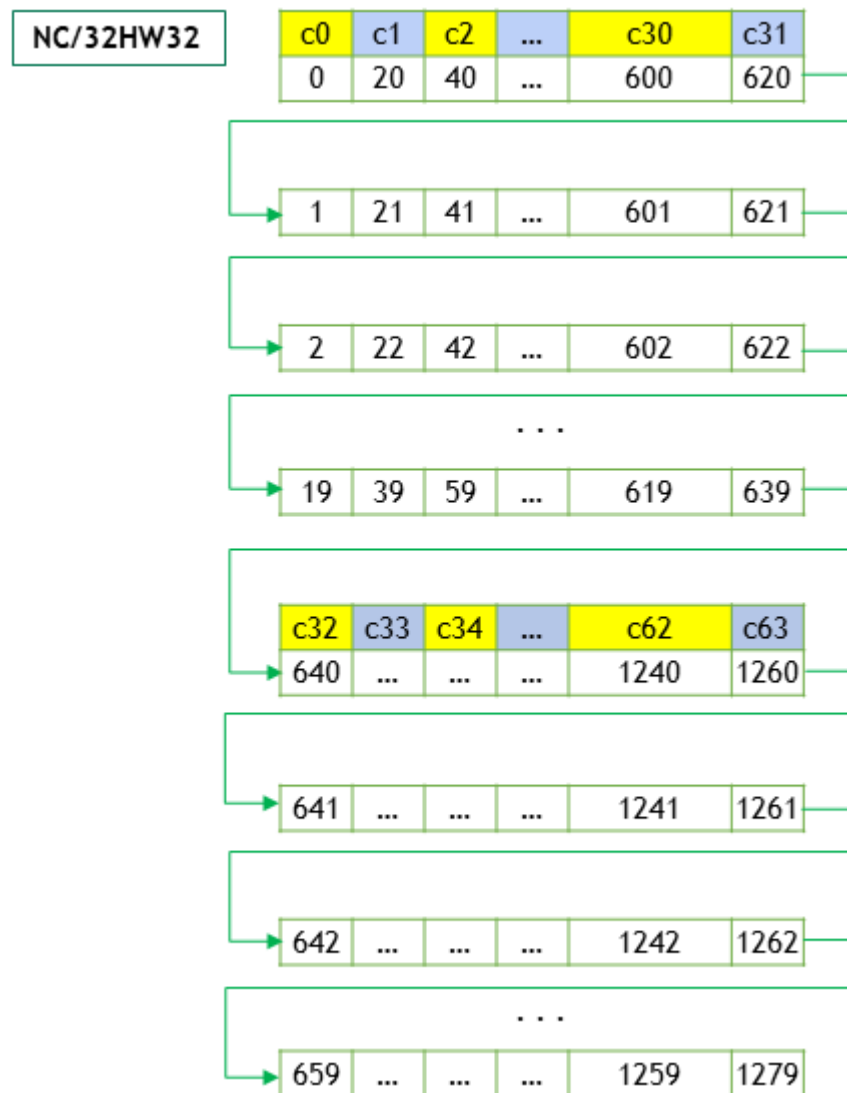 NC/32HW32
c0 c1 c2 ... c30 c31
0 20 40 ... 600 620
1 21 41 ... 601 621
2 22 42 ... 602 622
. . .
19 39 59 ... 619 639
c32 c33 c34 ... c62 c63
640 ... ... ... 1240 1260
641 ... ... ... 1241 1261
642 ... ... ... 1242 1262
. . .
659 ... ... ... 1259 1279